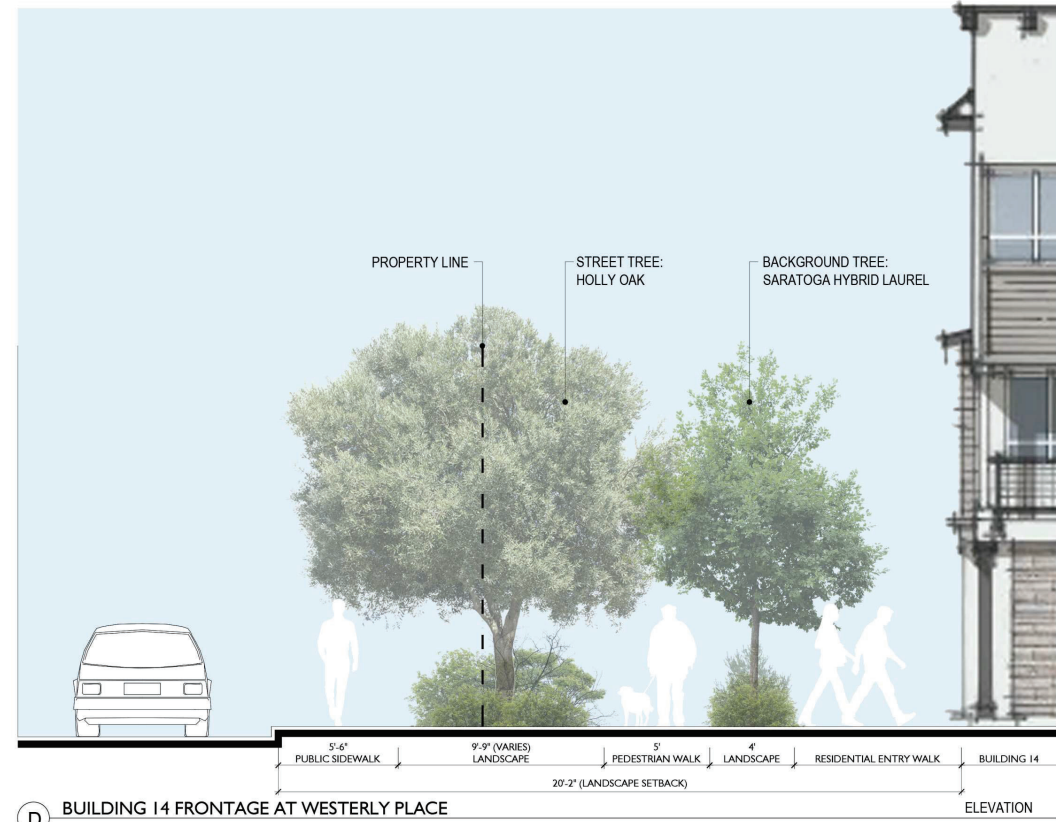 PROPERTY LINE
STREET TREE:
HOLLY OAK
BACKGROUND TREE:
SARATOGA HYBRID LAUREL
5'-6"
PUBLIC SIDEWALK
9'-9" (VARIES)
LANDSCAPE
5'
PEDESTRIAN WALK
4'
LANDSCAPE
RESIDENTIAL ENTRY WALK
BUILDING 14
20'-2" (LANDSCAPE SETBACK)
D
BUILDING 14 FRONTAGE AT WESTERLY PLACE
ELEVATION